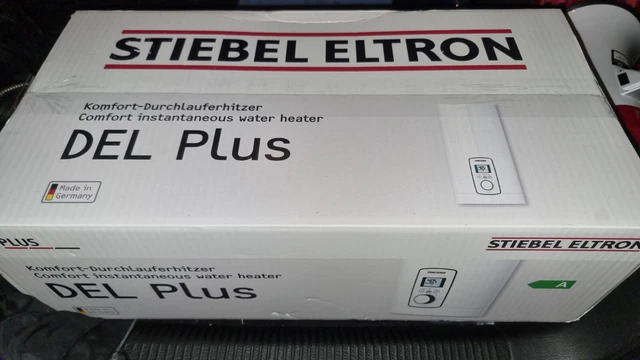 STIEBEL ELTRON
Komfort-Durchlauferhitzer
Comfort instantaneous water heater
DEL Plus
Made in
Germany
PLUS
STIEBEL ELTRON
Komfort-Durchlauferhitzer
Comfort instantaneous water heater
DEL Plus
A